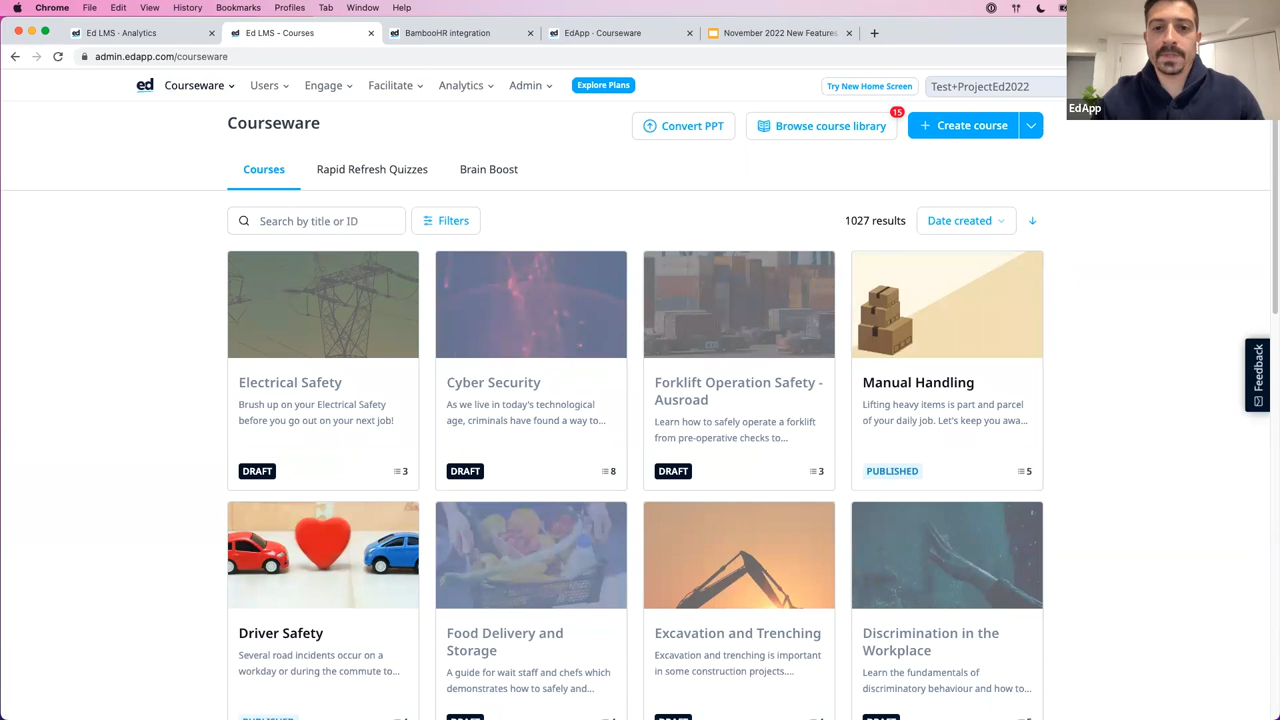 Chrome File Edit View History Bookmarks Profiles Tab Window Help
Ed LMS · Analytics
Ed LMS - Courses
BambooHR integration
EdApp · Courseware
November 2022 New Features
admin.edapp.com/courseware
EdApp
ed Courseware Users Engage Facilitate Analytics Admin Explore Plans Try New Home Screen Test+ProjectEd2022
Courseware
Convert PPT
Browse course library
15
+ Create course
Courses Rapid Refresh Quizzes Brain Boost
Search by title or ID
Filters
1027 results
Date created
Electrical Safety
Brush up on your Electrical Safety
before you go out on your next job!
DRAFT
3
Cyber Security
As we live in today's technological
age, criminals have found a way to...
DRAFT
8
Forklift Operation Safety -
Ausroad
Learn how to safely operate a forklift
from pre-operative checks to...
DRAFT
3
Manual Handling
Lifting heavy items is part and parcel
of your daily job. Let's keep you awa...
PUBLISHED
5
Feedback
Driver Safety
Several road incidents occur on a
workday or during the commute to...
PUBLISHED
Food Delivery and
Storage
A guide for wait staff and chefs which
demonstrates how to safely and...
DRAFT
Excavation and Trenching
Excavation and trenching is important
in some construction projects....
DRAFT
Discrimination in the
Workplace
Learn the fundamentals of
discriminatory behaviour and how to...
DRAFT